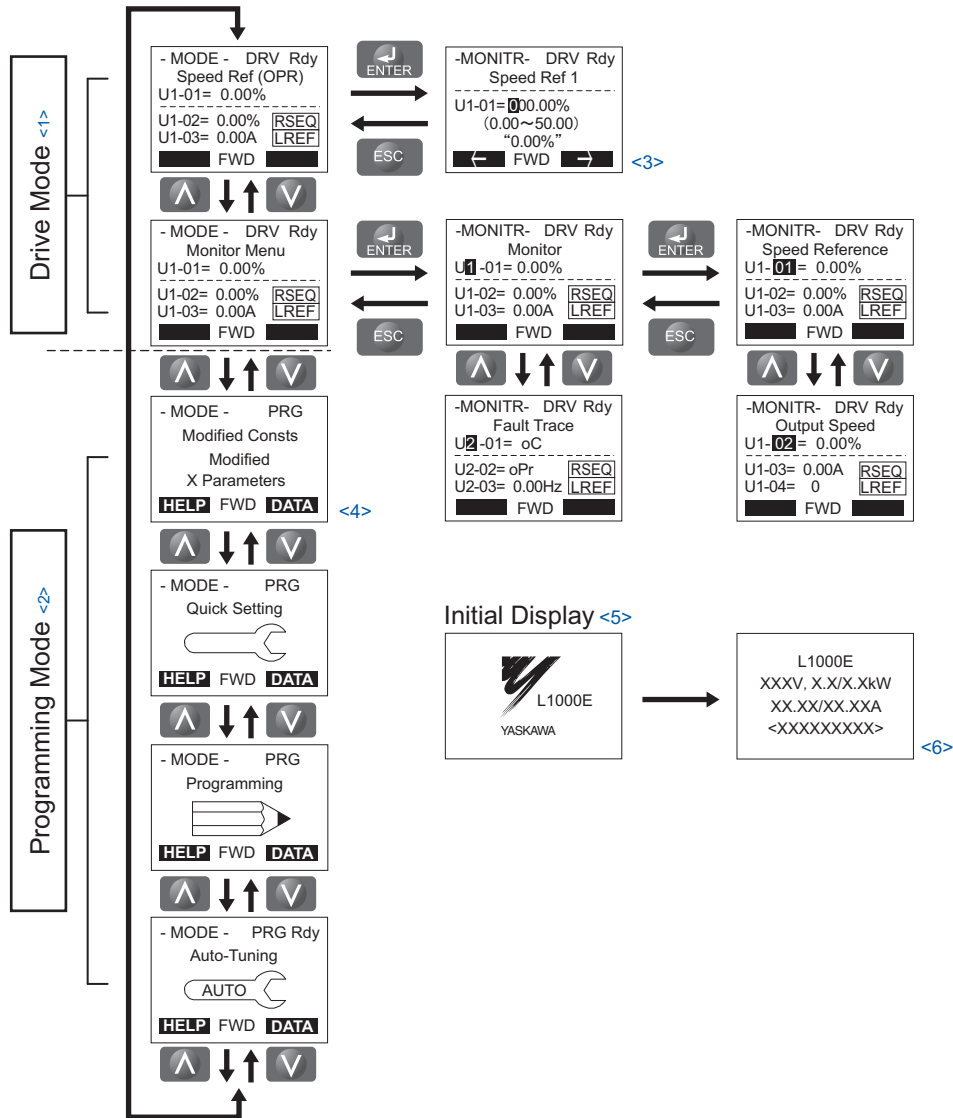 Drive Mode <1>
- MODE - DRV Rdy
Speed Ref (OPR)
U1-01= 0.00%
U1-02= 0.00% RSEQ
U1-03= 0.00A LREF
FWD
ENTER
ESC
-MONITR- DRV Rdy
Speed Ref 1
U1-01= 000.00%
(0.00~50.00)
“0.00%”
← FWD →
<3>
- MODE - DRV Rdy
Monitor Menu
U1-01= 0.00%
U1-02= 0.00% RSEQ
U1-03= 0.00A LREF
FWD
ENTER
ESC
-MONITR- DRV Rdy
Monitor
U1 -01= 0.00%
U1-02= 0.00% RSEQ
U1-03= 0.00A LREF
FWD
ENTER
ESC
-MONITR- DRV Rdy
Speed Reference
U1- 01 = 0.00%
U1-02= 0.00% RSEQ
U1-03= 0.00A LREF
FWD
-MONITR- DRV Rdy
Fault Trace
U2 -01= oC
U2-02= oPr RSEQ
U2-03= 0.00Hz LREF
FWD
-MONITR- DRV Rdy
Output Speed
U1- 02 = 0.00%
U1-03= 0.00A RSEQ
U1-04= 0 LREF
FWD
Programming Mode <2>
- MODE - PRG
Modified Consts
Modified
X Parameters
HELP FWD DATA
<4>
- MODE - PRG
Quick Setting
HELP FWD DATA
- MODE - PRG
Programming
HELP FWD DATA
- MODE - PRG Rdy
Auto-Tuning
AUTO
HELP FWD DATA
Initial Display <5>
L1000E
YASKAWA
L1000E
XXXV, X.X/X.XkW
XX.XX/XX.XXA
<XXXXXXXXX>
<6>